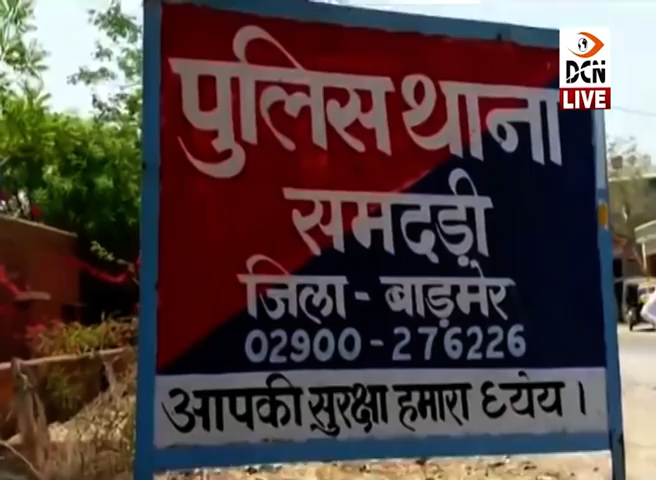 पुलिस थाना
समदड़ी
जिला - बाड़मेर
02900 - 276226
आपकी सुरक्षा हमारा ध्येय ।
DCN
LIVE